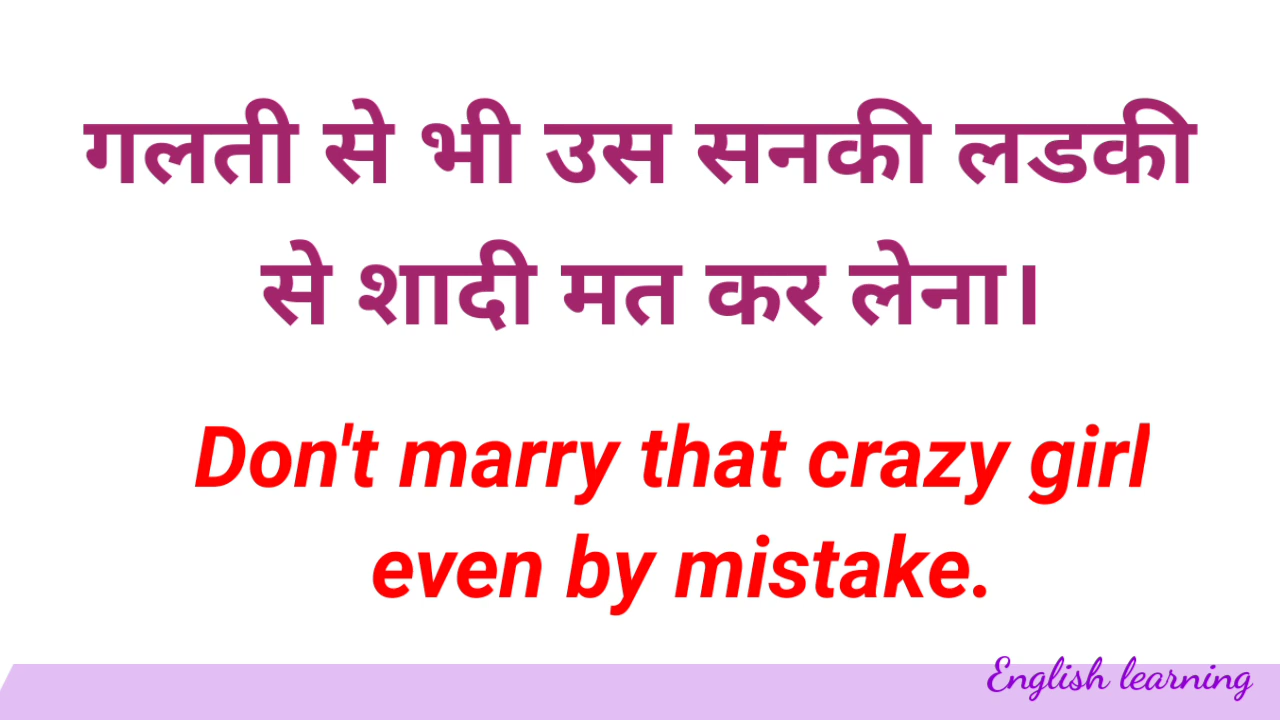 गलती से भी उस सनकी लडकी
से शादी मत कर लेना।
Don't marry that crazy girl
even by mistake.
English learning